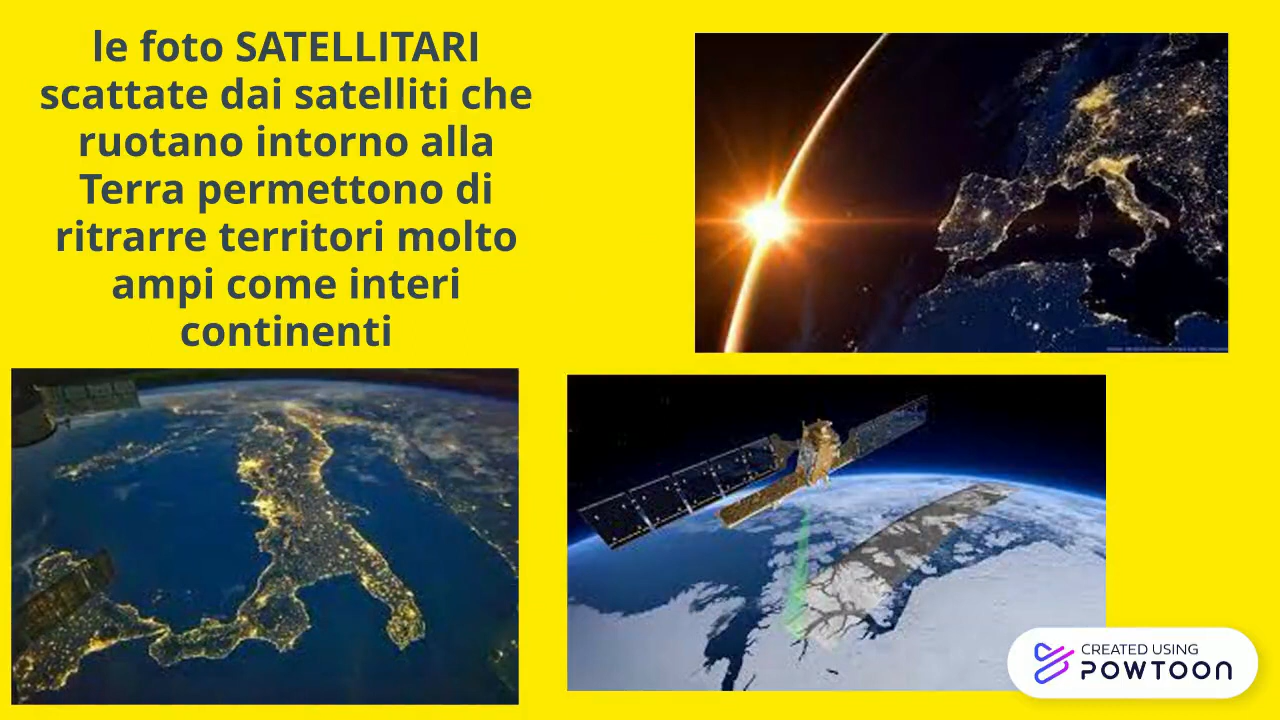 le foto SATELLITARI
scattate dai satelliti che
ruotano intorno alla
Terra permettono di
ritrarre territori molto
ampi come interi
continenti
CREATED USING
POWTOON